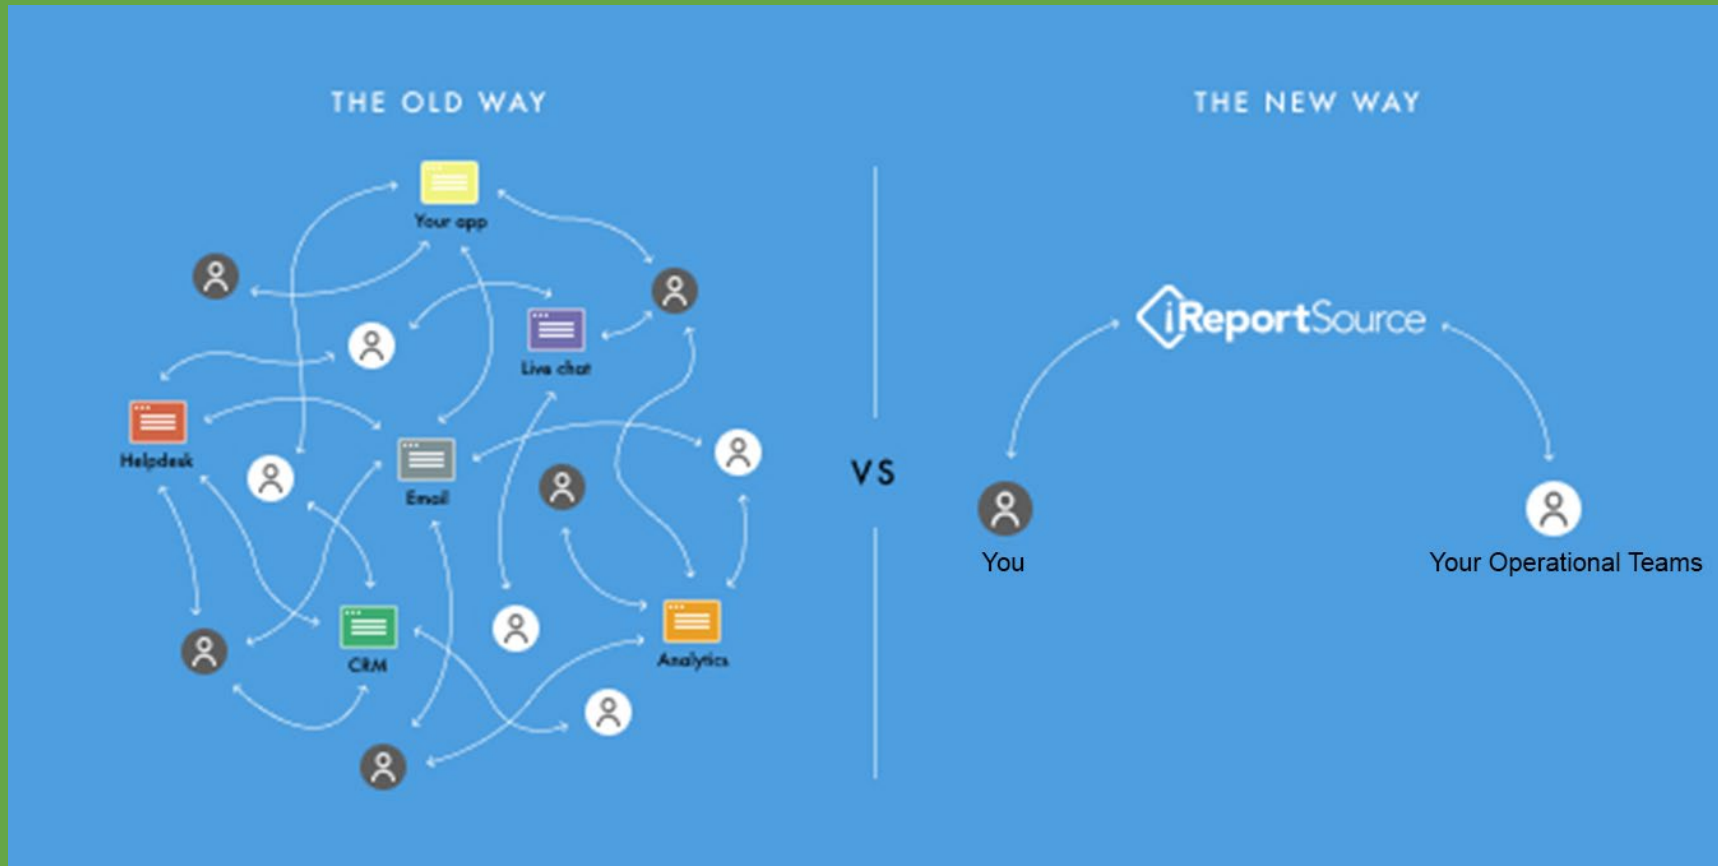 THE OLD WAY
Your app
Live chat
Helpdesk
Email
CRM
Analytics
VS
THE NEW WAY
iReportSource
You
Your Operational Teams